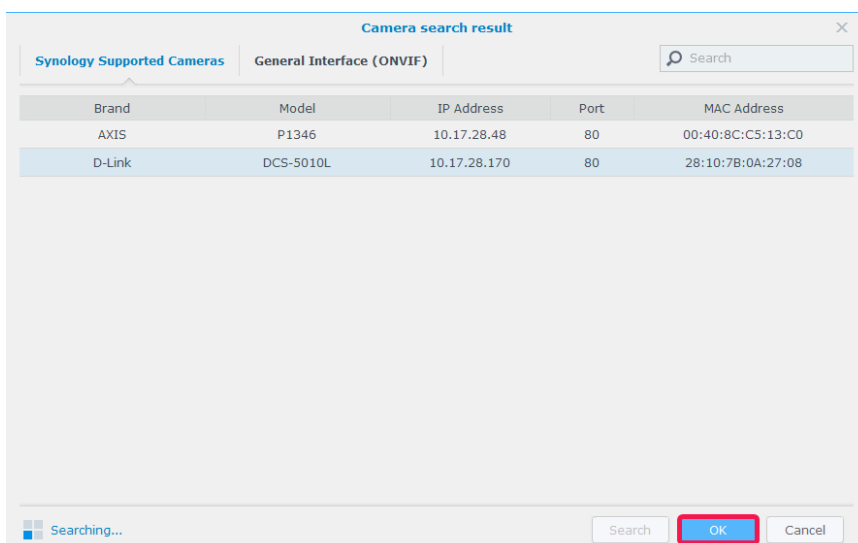 Camera search result
Synology Supported Cameras General Interface (ONVIF) Search
Brand Model IP Address Port MAC Address
AXIS P1346 10.17.28.48 80 00:40:8C:C5:13:C0
D-Link DCS-5010L 10.17.28.170 80 28:10:7B:0A:27:08
Searching... Search OK Cancel